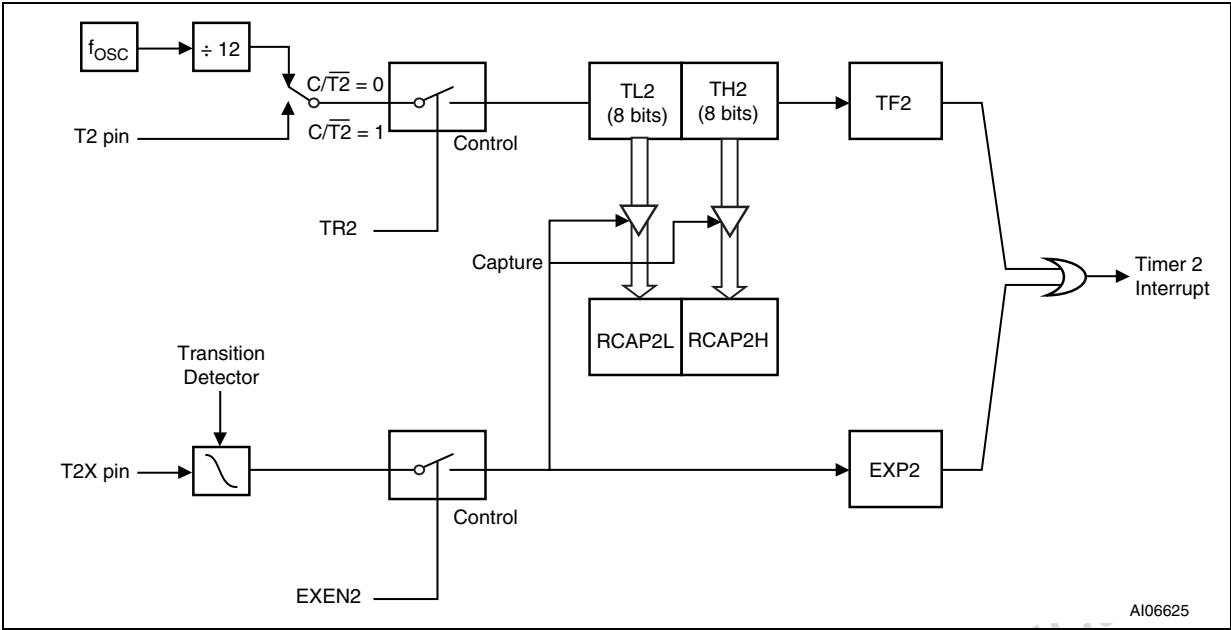 fOSC
÷ 12
C/T2̅ = 0
T2 pin
C/T2̅ = 1
Control
TR2
TL2
(8 bits)
TH2
(8 bits)
TF2
Capture
RCAP2L
RCAP2H
Timer 2
Interrupt
Transition
Detector
T2X pin
Control
EXP2
EXEN2
AI06625